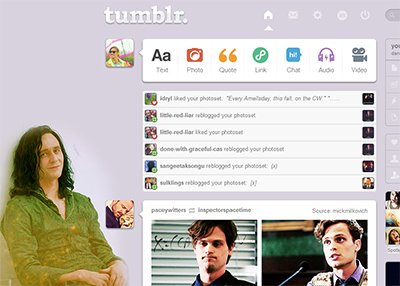 tumblr.
Aa
hi!
Text Photo Quote Link Chat Audio Video
idryl liked your photoset: "Every Ameliasday, this fall, on the CW." "......
little-red-liar reblogged your photoset
little-red-liar liked your photoset
done-with-graceful-cas reblogged your photoset
sangeetaksongu reblogged your photoset: (x)
sulklings reblogged your photoset: [x]
paceywitters inspectorspacetime Source: mickmilkovich